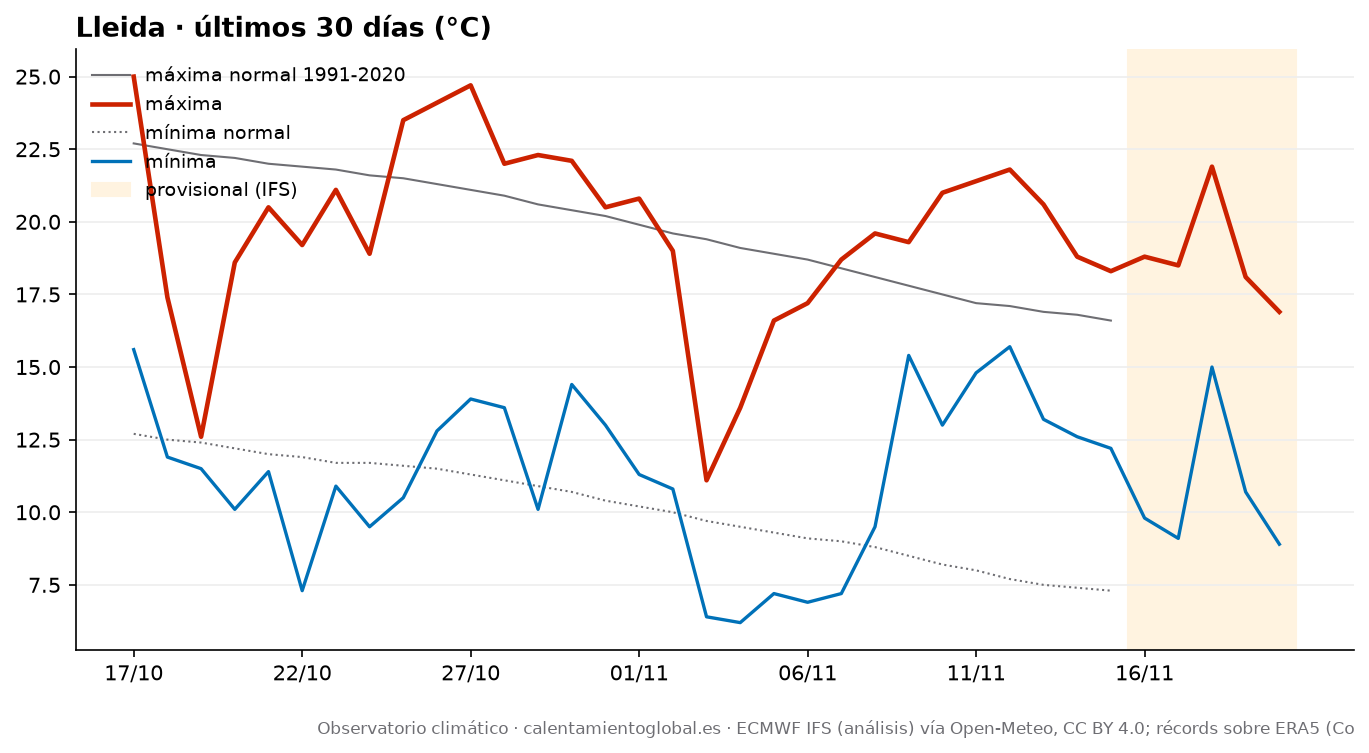 Lleida · últimos 30 días (°C)
máxima normal 1991-2020
máxima
mínima normal
mínima
provisional (IFS)
25.0
22.5
20.0
17.5
15.0
12.5
10.0
7.5
17/10 22/10 27/10 01/11 06/11 11/11 16/11
Observatorio climático · calentamientoglobal.es · ECMWF IFS (análisis) vía Open-Meteo, CC BY 4.0; récords sobre ERA5 (Co